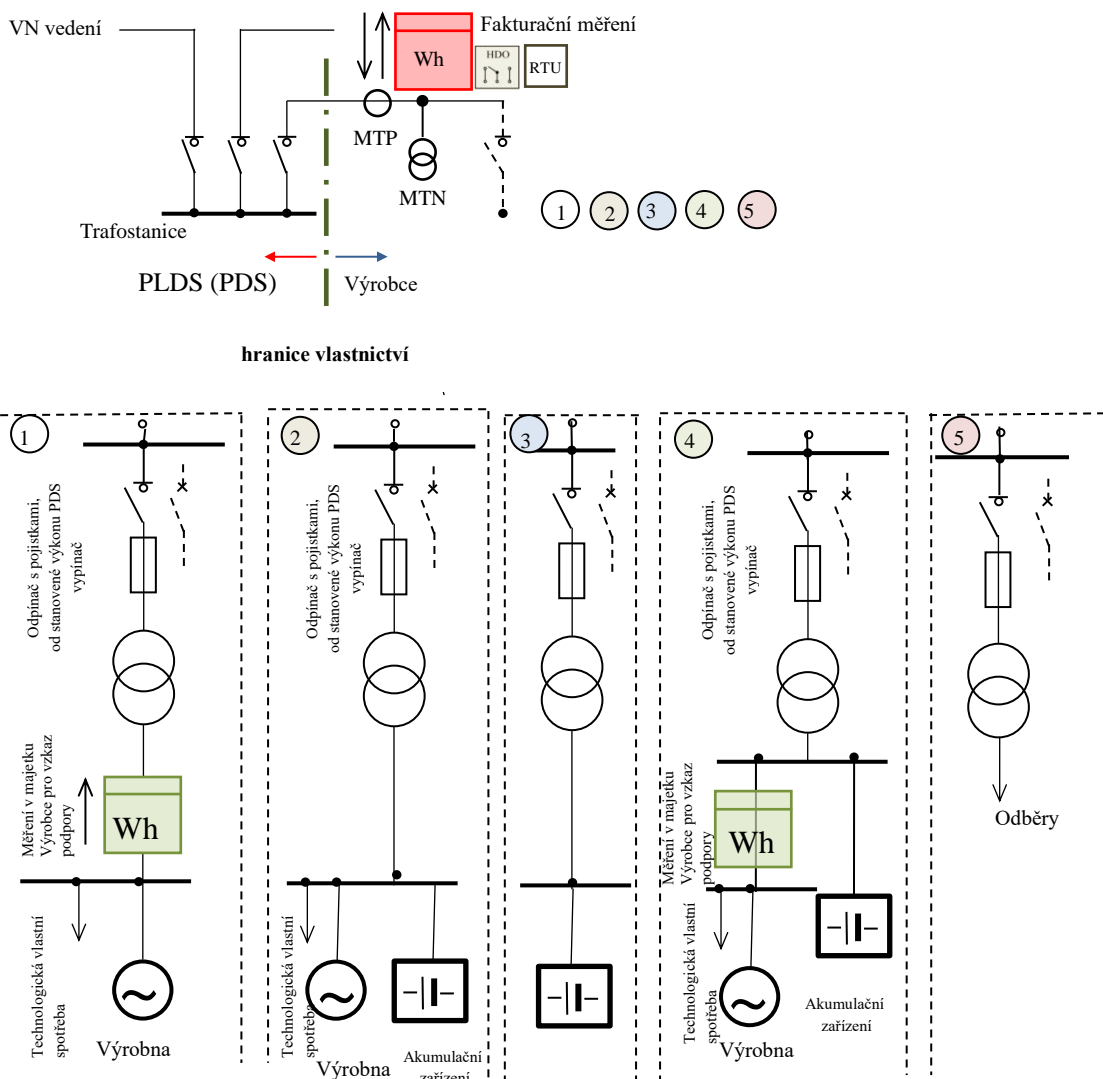 VN vedení
Fakturační měření
Wh
HDO
RTU
MTP
MTN
1 2 3 4 5
Trafostanice
PLDS (PDS)
Výrobce
hranice vlastnictví
1
Odpínač s pojistkami,
od stanovené výkonu PDS
vypínač
Měření v majetku
Výrobce pro vzkaz
podpory
Wh
Technologická vlastní
spotřeba
Výrobna
2
Odpínač s pojistkami,
od stanovené výkonu PDS
vypínač
Technologická vlastní
spotřeba
Výrobna
Akumulační
zařízení
3
4
Odpínač s pojistkami,
od stanovené výkonu PDS
vypínač
Měření v majetku
Výrobce pro vzkaz
podpory
Wh
Technologická vlastní
spotřeba
Výrobna
Akumulační
zařízení
5
Odběry